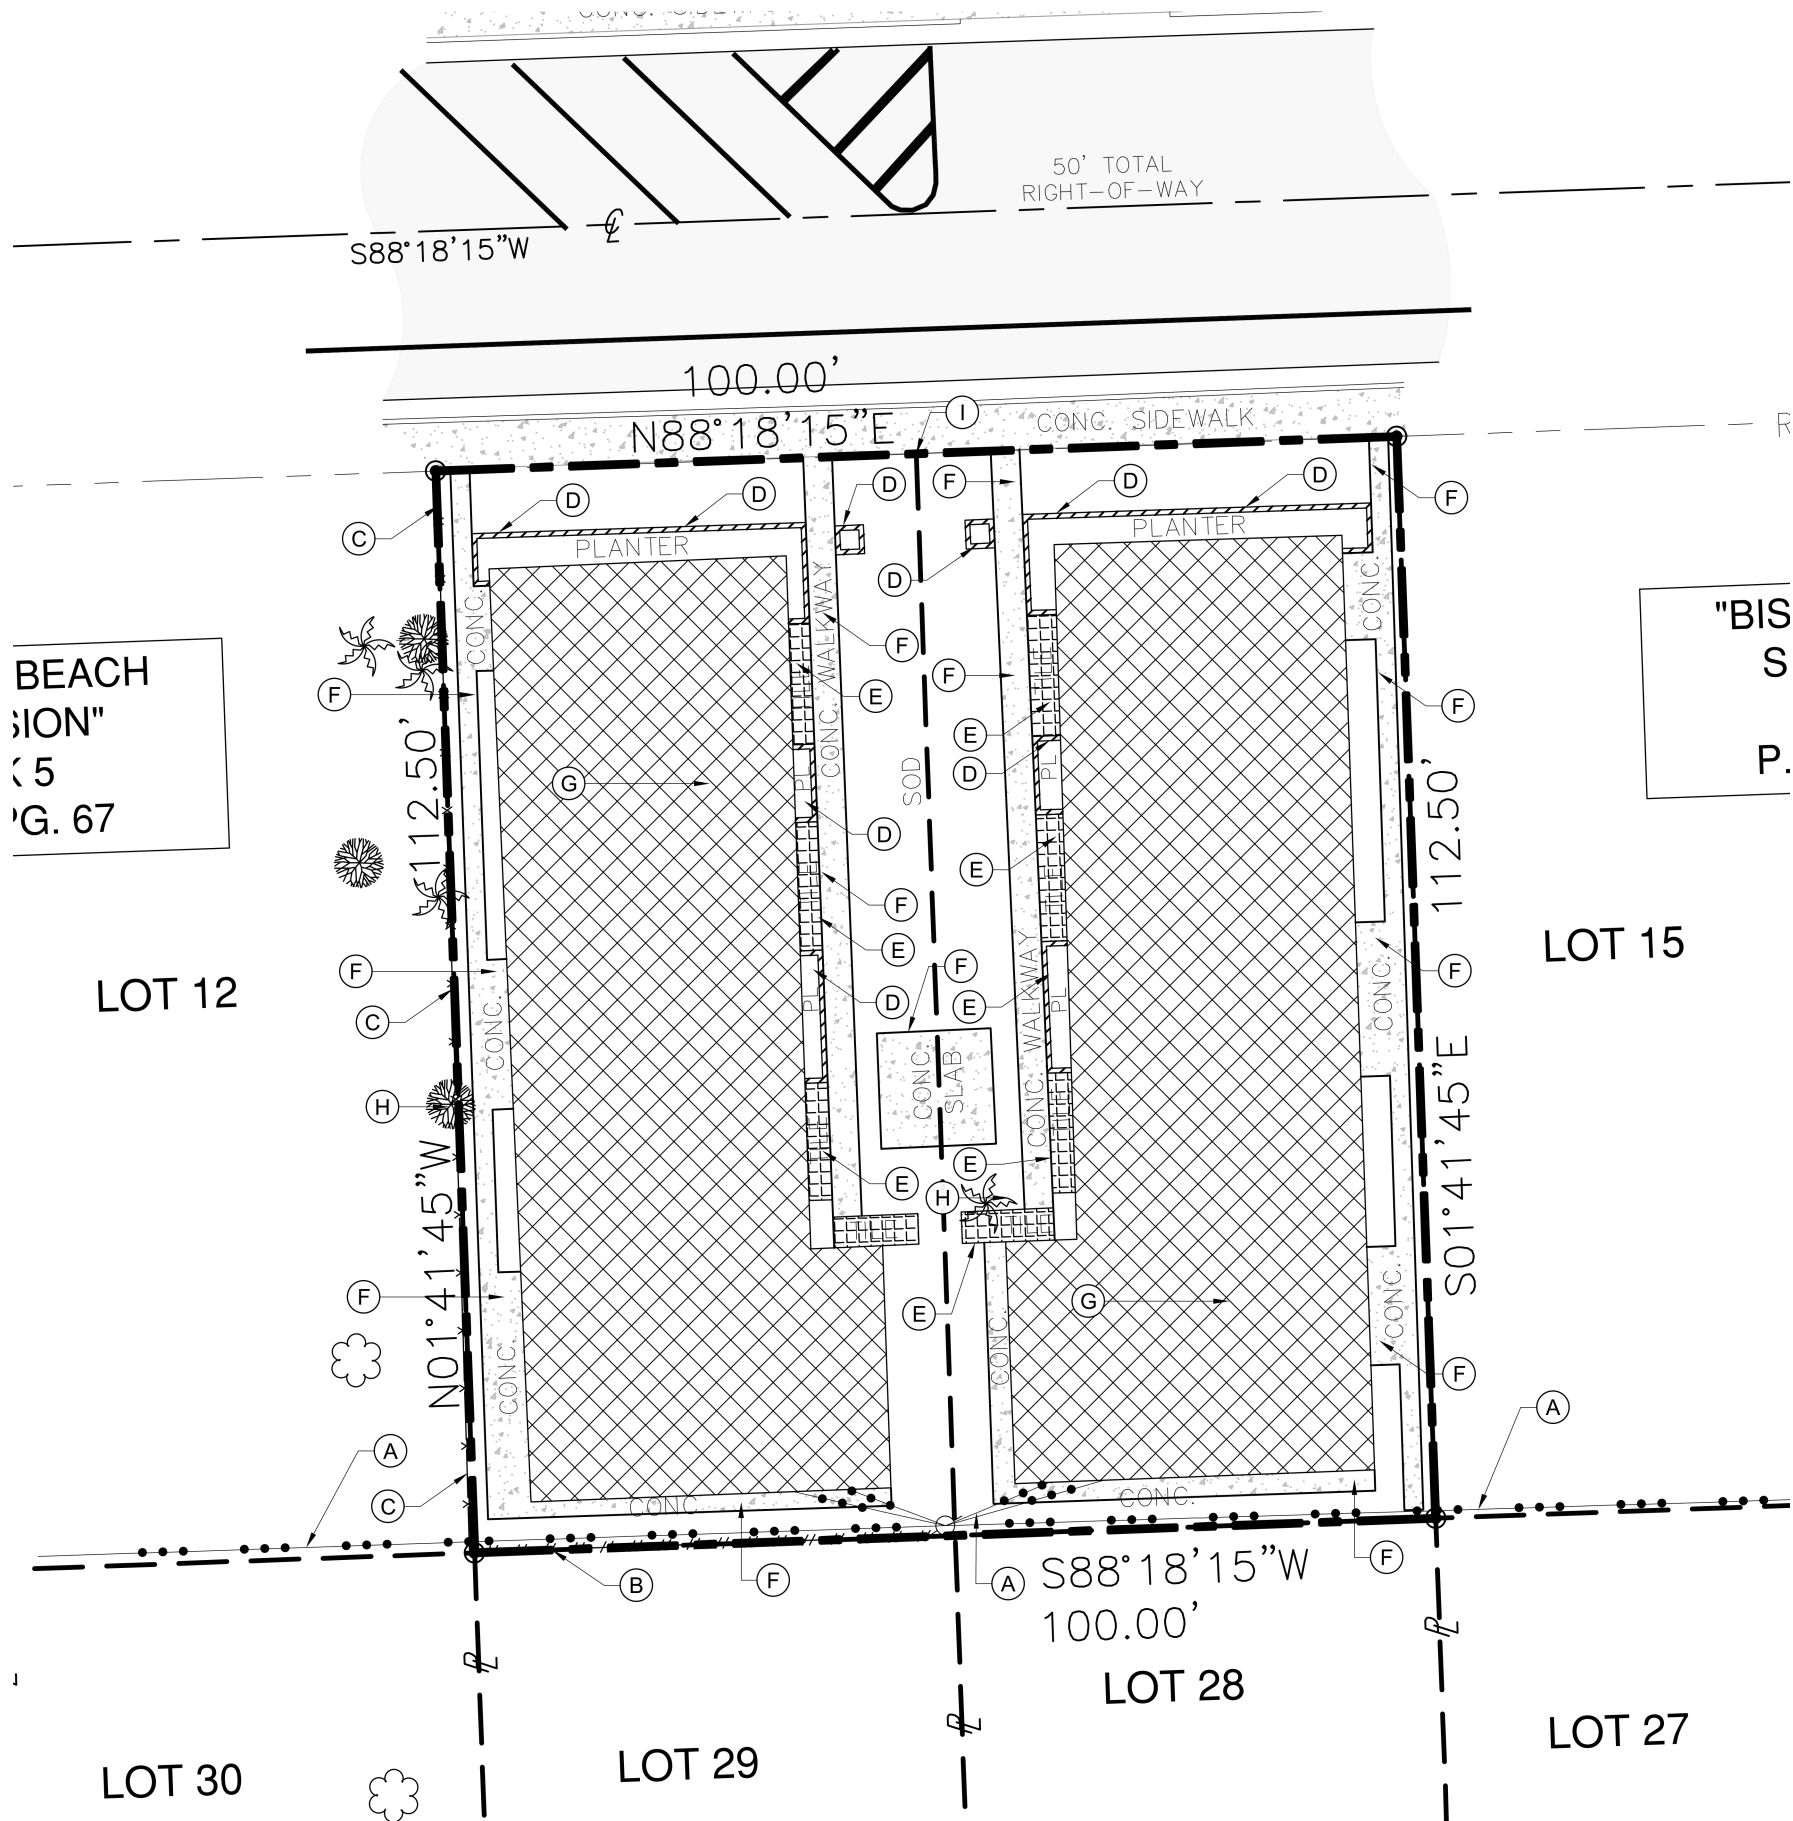 50' TOTAL
RIGHT-OF-WAY
℄
S88°18'15"W
100.00'
N88°18'15"E
I
CONC. SIDEWALK
R
C
D
D
D
F
D
D
F
PLANTER
PLANTER
D
CONC.
CONC. WALKWAY
CONC.
"BIS
S
P.
BEACH
SION"
K 5
PG. 67
F
F
E
F
E
D
F
112.50'
G
PL
D
SOD
PL
E
112.50'
F
E
F
E
LOT 12
F
C
CONC.
PL
D
CONC
SLAB
CONC. WALKWAY
PL
CONC.
F
LOT 15
H
N01°41'45"W
E
E
H
S01°41'45"E
F
E
G
CONC.
CONC.
CONC.
F
A
C
CONC
CONC.
A
B
F
A
F
S88°18'15"W
100.00'
LOT 30
LOT 29
LOT 28
LOT 27